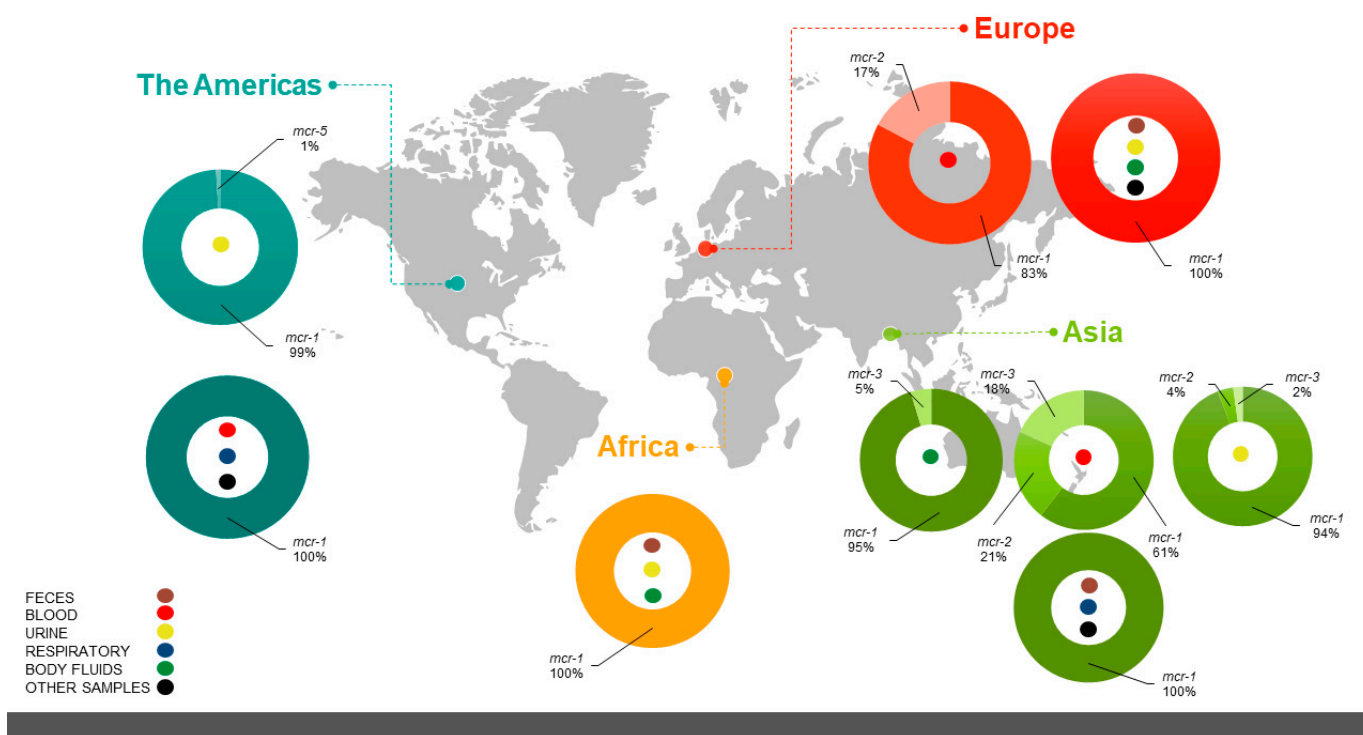 Europe
The Americas
mcr-2
17%
mcr-5
1%
mcr-1
83%
mcr-1
100%
mcr-1
99%
Asia
mcr-3
5%
mcr-3
18%
mcr-2
4%
mcr-3
2%
Africa
mcr-1
95%
mcr-2
21%
mcr-1
61%
mcr-1
94%
mcr-1
100%
mcr-1
100%
mcr-1
100%
FECES
BLOOD
URINE
RESPIRATORY
BODY FLUIDS
OTHER SAMPLES